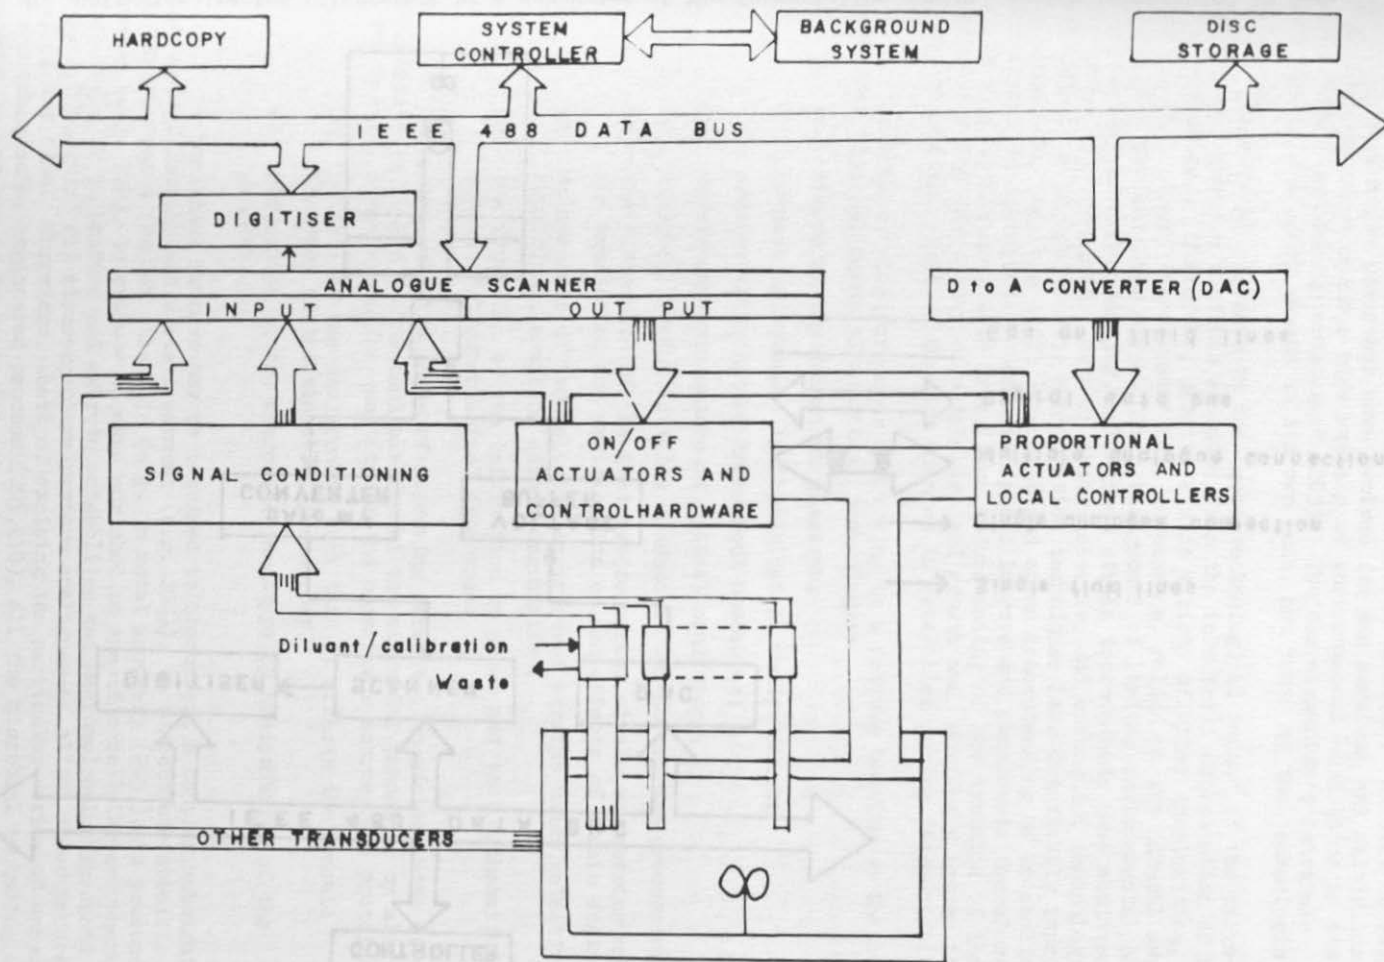 HARDCOPY
SYSTEM
CONTROLLER
BACKGROUND
SYSTEM
DISC
STORAGE
IEEE 488 DATA BUS
DIGITISER
ANALOGUE SCANNER
INPUT
OUT PUT
D to A CONVERTER (DAC)
SIGNAL CONDITIONING
ON/OFF
ACTUATORS AND
CONTROLHARDWARE
PROPORTIONAL
ACTUATORS AND
LOCAL CONTROLLERS
Diluant/calibration
Waste
OTHER TRANSDUCERS